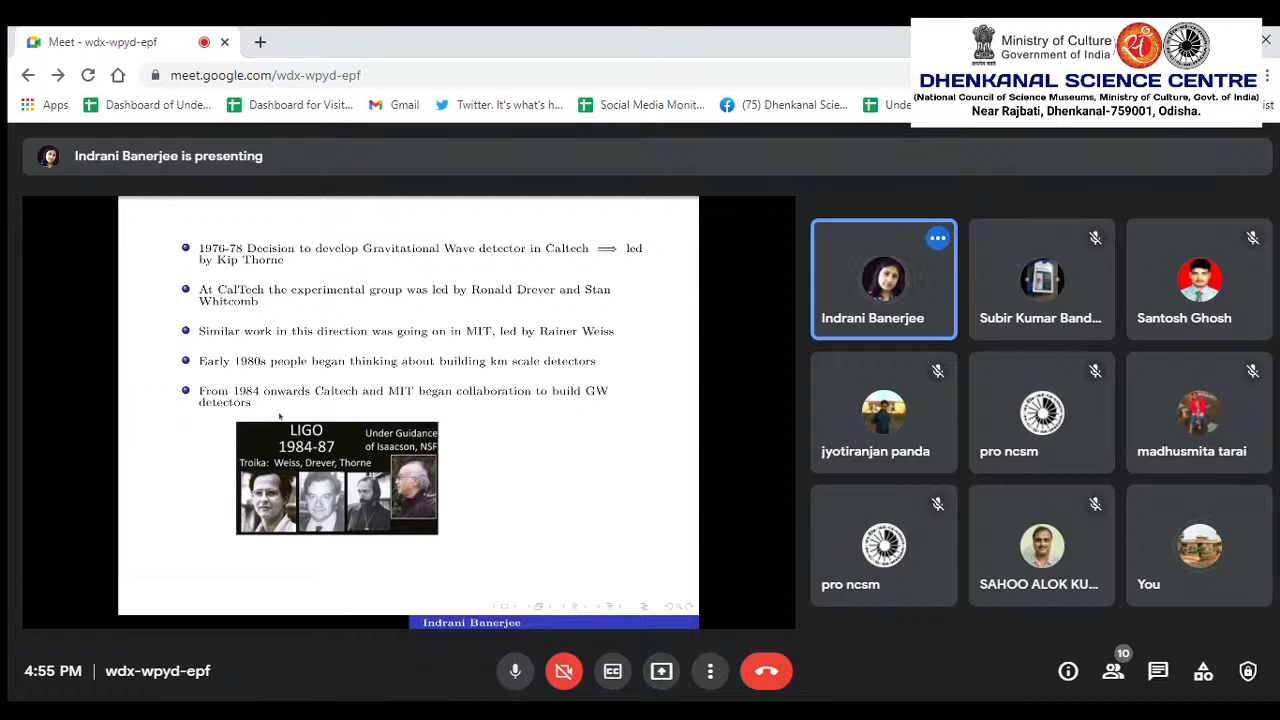 Meet - wdx-wpyd-epf
Ministry of Culture
Government of India
DHENKANAL SCIENCE CENTRE
(National Council of Science Museums, Ministry of Culture, Govt. of India)
Near Rajbati, Dhenkanal-759001, Odisha.
meet.google.com/wdx-wpyd-epf
Apps
Dashboard of Unde...
Dashboard for Visit...
Gmail
Twitter. It's what's h...
Social Media Monit...
(75) Dhenkanal Scie...
Unde
ist
Indrani Banerjee is presenting
1976-78 Decision to develop Gravitational Wave detector in Caltech ⟹ led
by Kip Thorne
At CalTech the experimental group was led by Ronald Drever and Stan
Whitcomb
Similar work in this direction was going on in MIT, led by Rainer Weiss
Early 1980s people began thinking about building km scale detectors
From 1984 onwards Caltech and MIT began collaboration to build GW
detectors
LIGO
1984-87
Under Guidance
of Isaacson, NSF
Troika: Weiss, Drever, Thorne
Indrani Banerjee
Indrani Banerjee
Subir Kumar Band...
Santosh Ghosh
jyotiranjan panda
pro ncsm
madhusmita tarai
pro ncsm
SAHOO ALOK KU...
You
4:55 PM | wdx-wpyd-epf
10